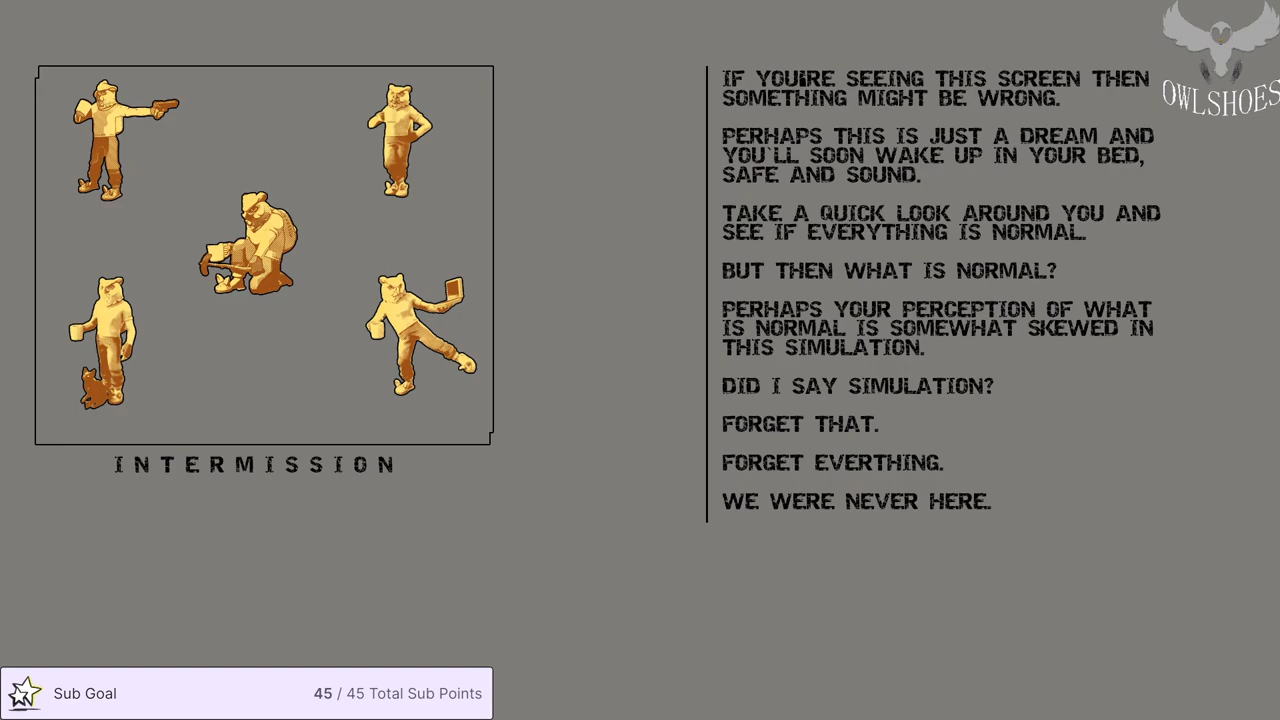 IF YOUIRE SEEING THIS SCREEN THEN
SOMETHING MIGHT BE WRONG.
PERHAPS THIS IS JUST A DREAM AND
YOU`LL SOON WAKE UP IN YOUR BED,
SAFE AND SOUND.
TAKE A QUICK LOOK AROUND YOU AND
SEE IF EVERYTHING IS NORMAL.
BUT THEN WHAT IS NORMAL?
PERHAPS YOUR PERCEPTION OF WHAT
IS NORMAL IS SOMEWHAT SKEWED IN
THIS SIMULATION.
DID I SAY SIMULATION?
FORGET THAT.
FORGET EVERTHING.
WE WERE NEVER HERE.
OWLSHOES
INTERMISSION
Sub Goal 45 / 45 Total Sub Points